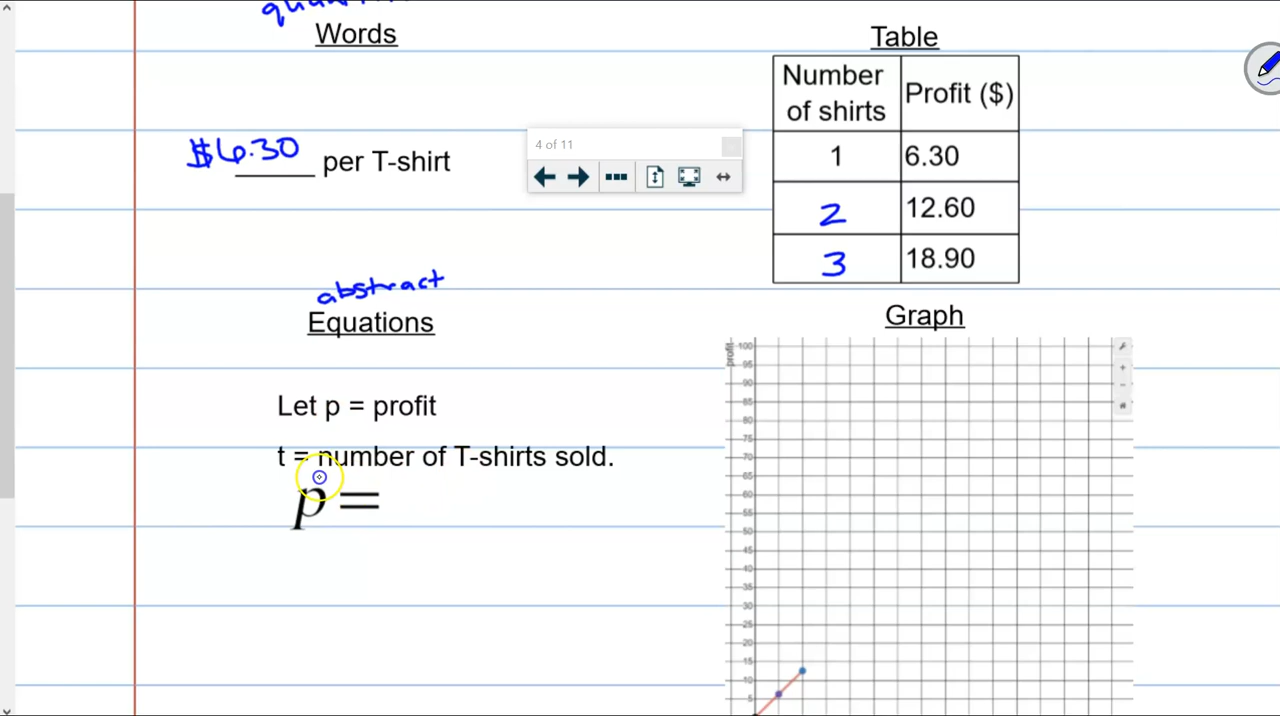 Words
$6.30 per T-shirt
abstract
Equations
Let p = profit
t = number of T-shirts sold.
p =
4 of 11
Table
Number of shirts Profit ($)
1 6.30
2 12.60
3 18.90
Graph
profit
100
95
90
85
80
75
70
65
60
55
50
45
40
35
30
25
20
15
10
5